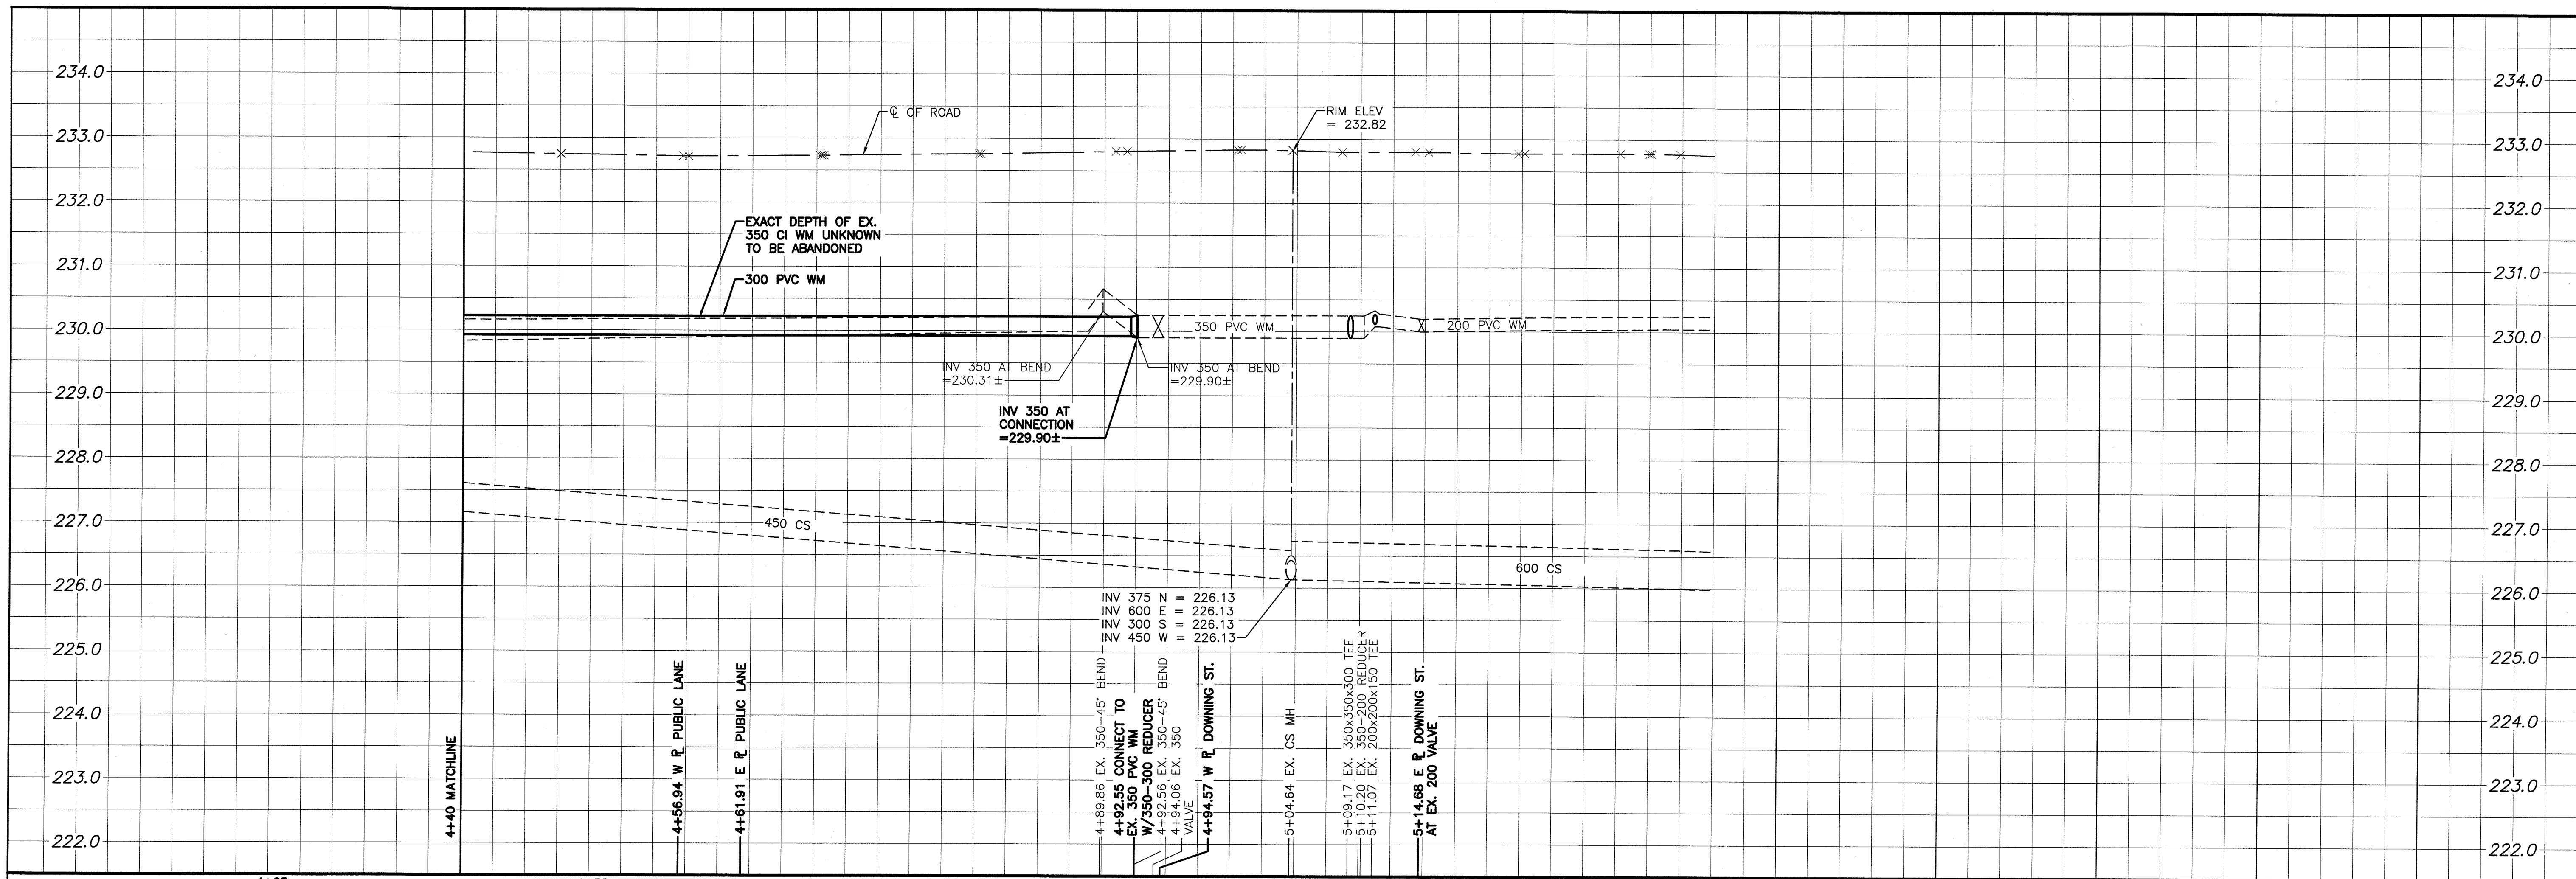 234.0
233.0
232.0
231.0
230.0
229.0
228.0
227.0
226.0
225.0
224.0
223.0
222.0
℄ OF ROAD
RIM ELEV
= 232.82
EXACT DEPTH OF EX.
350 CI WM UNKNOWN
TO BE ABANDONED
300 PVC WM
350 PVC WM
200 PVC WM
INV 350 AT BEND
=230.31±
INV 350 AT BEND
=229.90±
INV 350 AT
CONNECTION
=229.90±
450 CS
600 CS
INV 375 N = 226.13
INV 600 E = 226.13
INV 300 S = 226.13
INV 450 W = 226.13
4+40 MATCHLINE
4+56.94 W ⅊ PUBLIC LANE
4+61.91 E ⅊ PUBLIC LANE
4+89.86 EX. 350-45° BEND
4+92.55 CONNECT TO
EX. 350 PVC WM
W/350-300 REDUCER
4+92.56 EX. 350-45° BEND
4+94.06 EX. 350
VALVE
4+94.57 W ⅊ DOWNING ST.
5+04.64 EX. CS MH
5+09.17 EX. 350x350x300 TEE
5+10.20 EX. 350-200 REDUCER
5+11.07 EX. 200x200x150 TEE
5+14.68 E ⅊ DOWNING ST.
AT EX. 200 VALVE
234.0
233.0
232.0
231.0
230.0
229.0
228.0
227.0
226.0
225.0
224.0
223.0
222.0